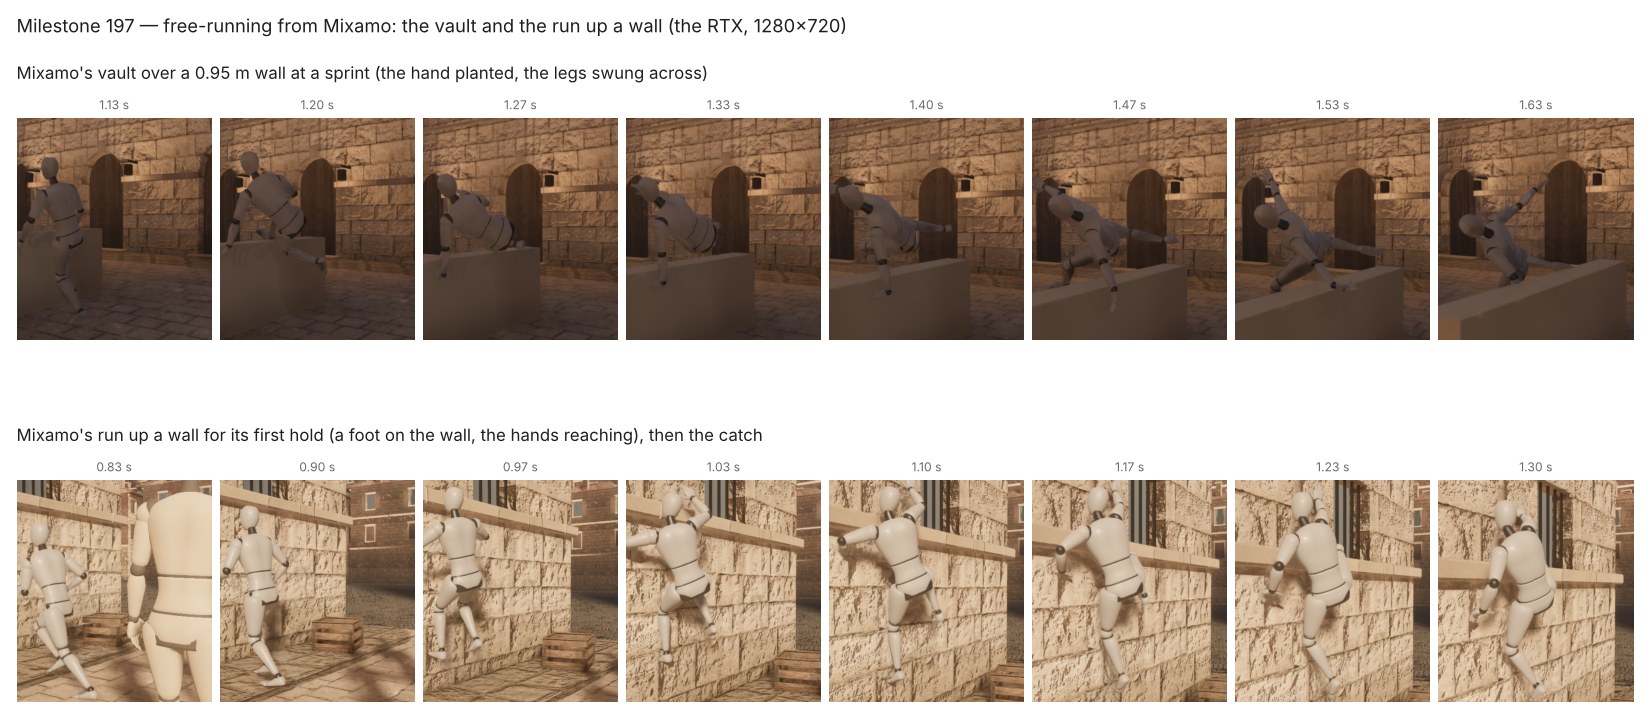 Milestone 197 — free-running from Mixamo: the vault and the run up a wall (the RTX, 1280×720)
Mixamo's vault over a 0.95 m wall at a sprint (the hand planted, the legs swung across)
1.13 s 1.20 s 1.27 s 1.33 s 1.40 s 1.47 s 1.53 s 1.63 s
Mixamo's run up a wall for its first hold (a foot on the wall, the hands reaching), then the catch
0.83 s 0.90 s 0.97 s 1.03 s 1.10 s 1.17 s 1.23 s 1.30 s